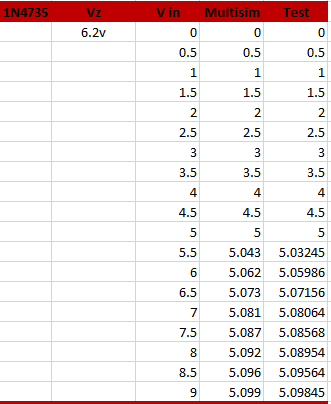 1N4735 Vz V in Multisim Test
6.2v 0 0 0
0.5 0.5 0.5
1 1 1
1.5 1.5 1.5
2 2 2
2.5 2.5 2.5
3 3 3
3.5 3.5 3.5
4 4 4
4.5 4.5 4.5
5 5 5
5.5 5.043 5.03245
6 5.062 5.05986
6.5 5.073 5.07156
7 5.081 5.08064
7.5 5.087 5.08568
8 5.092 5.08954
8.5 5.096 5.09564
9 5.099 5.09845